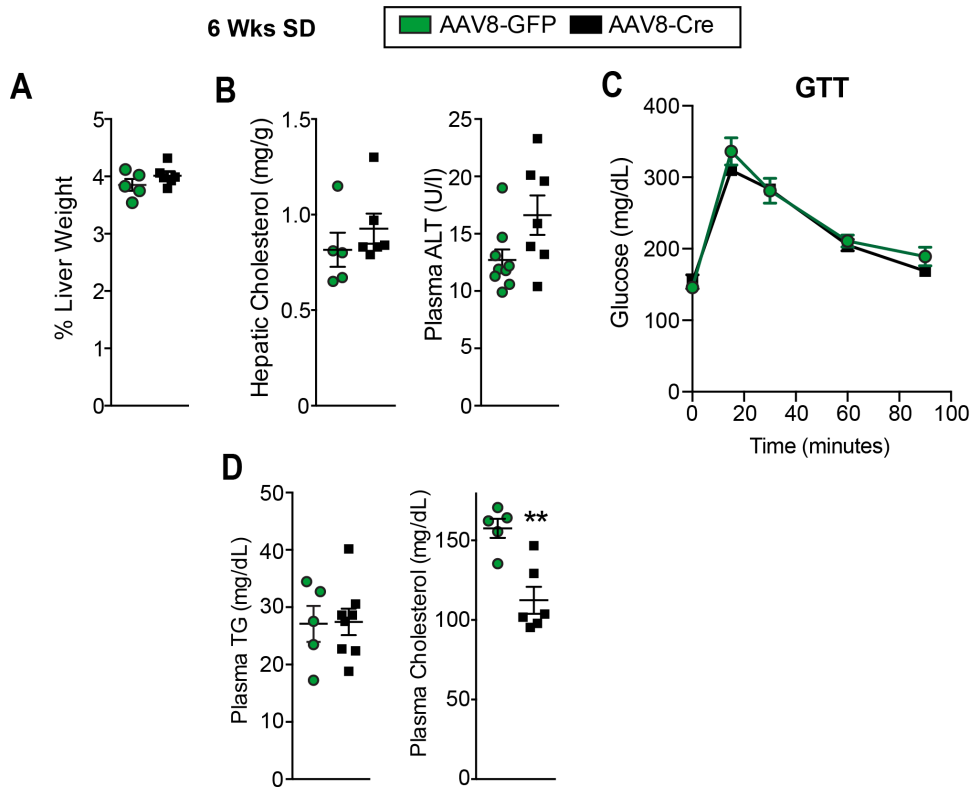 6 Wks SD
AAV8-GFP AAV8-Cre
A
% Liver Weight
5
4
3
2
1
0
B
Hepatic Cholesterol (mg/g)
1.5
1.0
0.5
0
Plasma ALT (U/l)
25
20
15
10
5
0
C
GTT
Glucose (mg/dL)
400
300
200
100
0
0 20 40 60 80 100
Time (minutes)
D
Plasma TG (mg/dL)
50
40
30
20
10
0
Plasma Cholesterol (mg/dL)
150
100
50
0
**